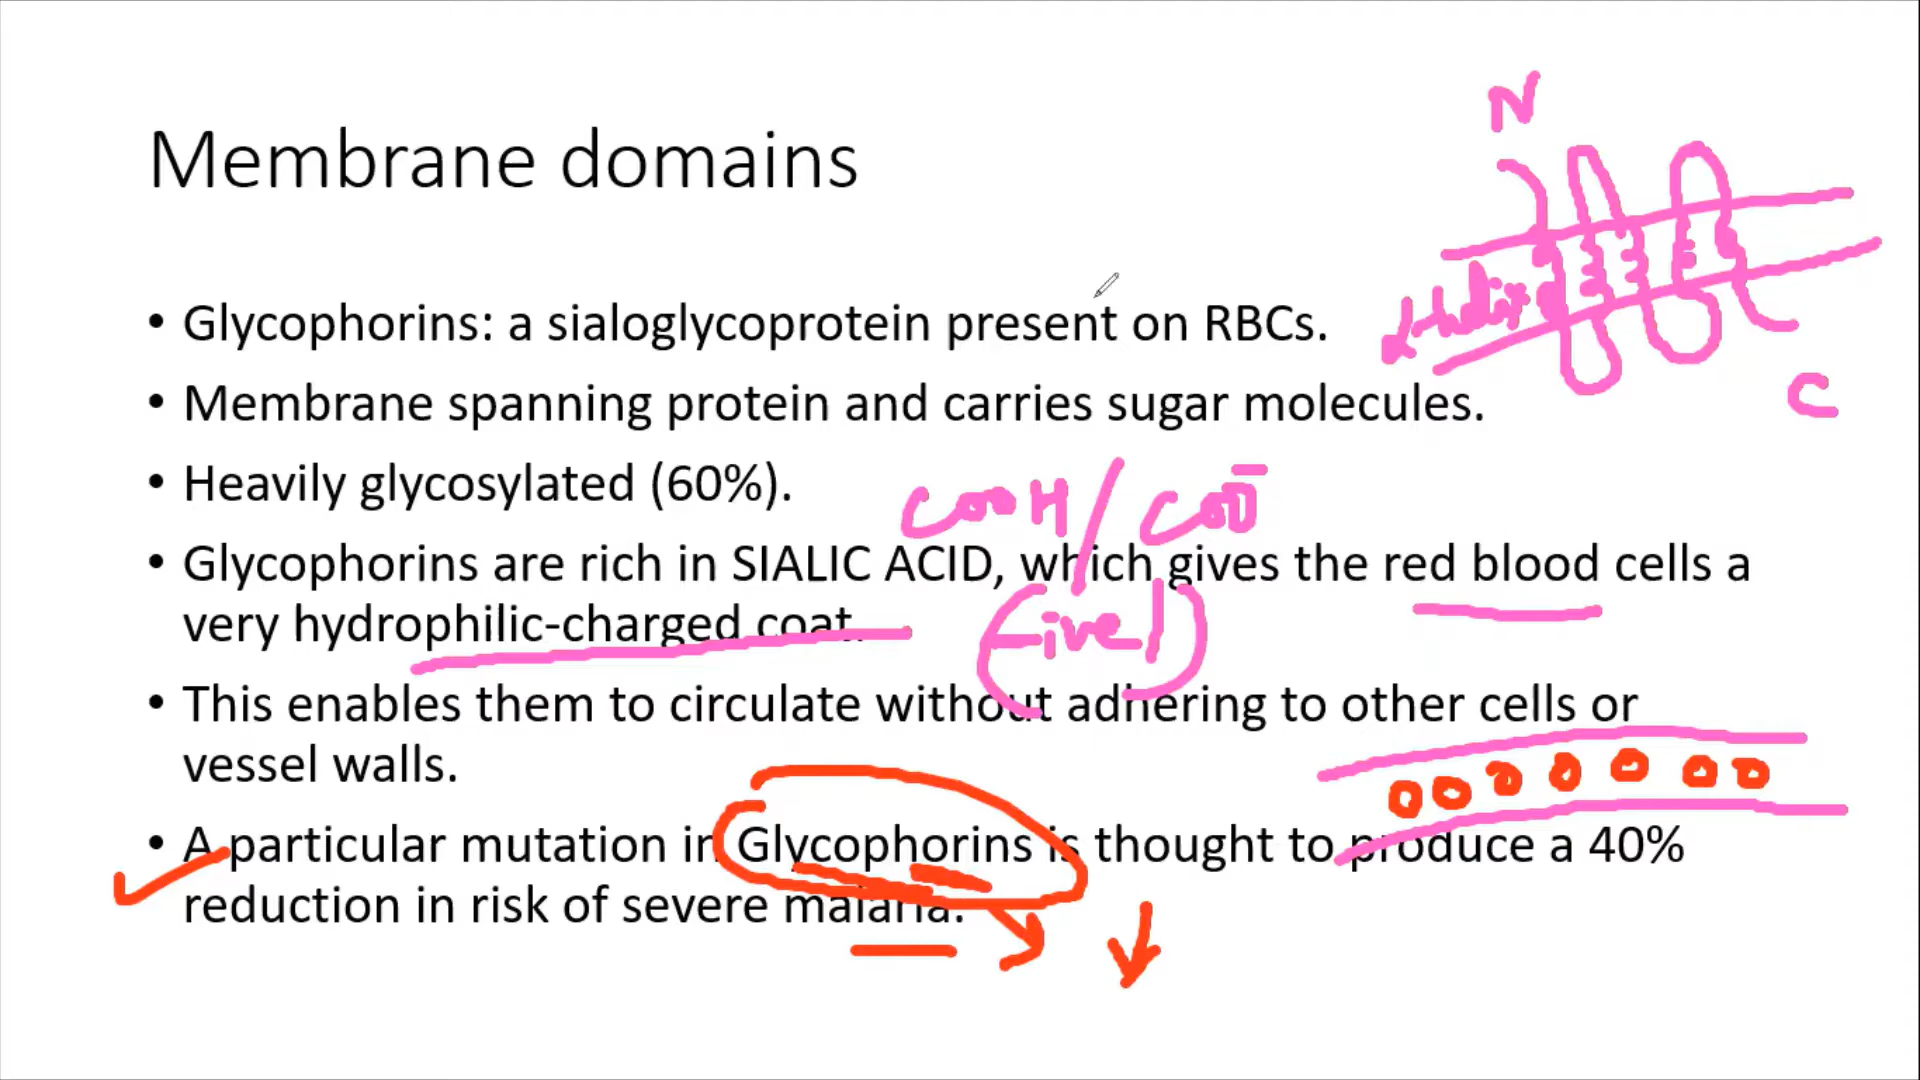 Membrane domains
N
• Glycophorins: a sialoglycoprotein present on RBCs.
α-helix
C
• Membrane spanning protein and carries sugar molecules.
• Heavily glycosylated (60%).
COOH / COO⁻
• Glycophorins are rich in SIALIC ACID, which gives the red blood cells a
very hydrophilic-charged coat.
(-ive)
• This enables them to circulate without adhering to other cells or
vessel walls.
• A particular mutation in Glycophorins is thought to produce a 40%
reduction in risk of severe malaria.